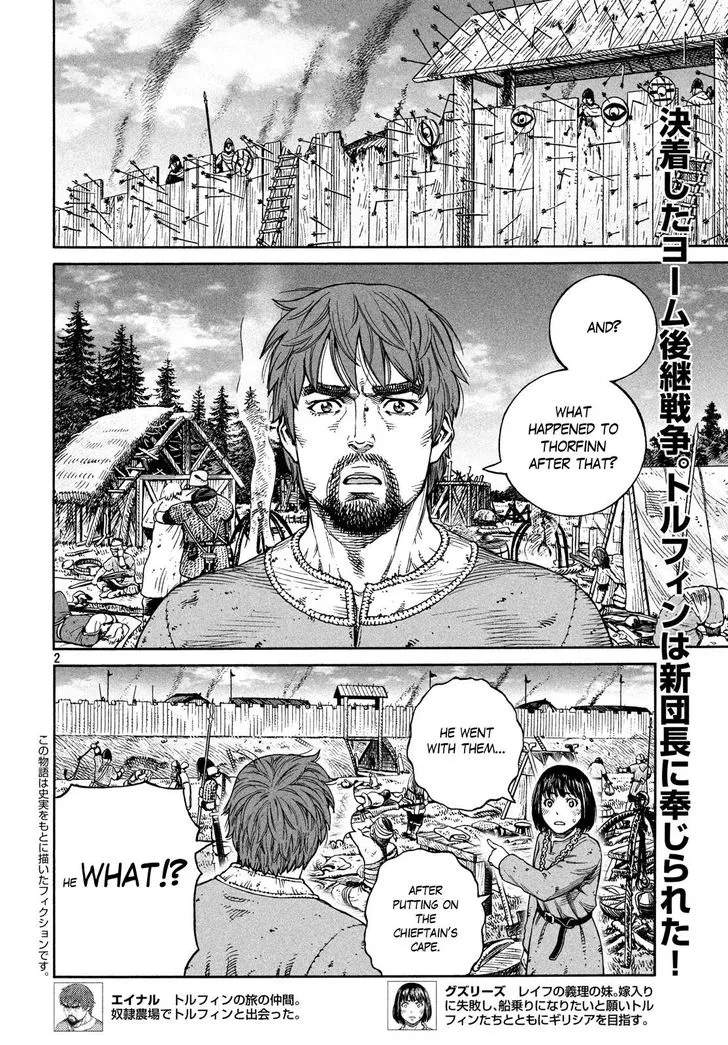 決着したヨーム後継戦争。トルフィンは新団長に奉じられた！
AND?
WHAT
HAPPENED TO
THORFINN
AFTER THAT?
2
HE WENT
WITH THEM...
AFTER
PUTTING ON
THE
CHIEFTAIN'S
CAPE.
HE WHAT!?
この物語は史実をもとに描いたフィクションです。
グズリーズ レイフの義理の妹。嫁入り
に失敗し、船乗りになりたいと願いトル
フィンたちとともにギリシアを目指す。
エイナル トルフィンの旅の仲間。
奴隷農場でトルフィンと出会った。